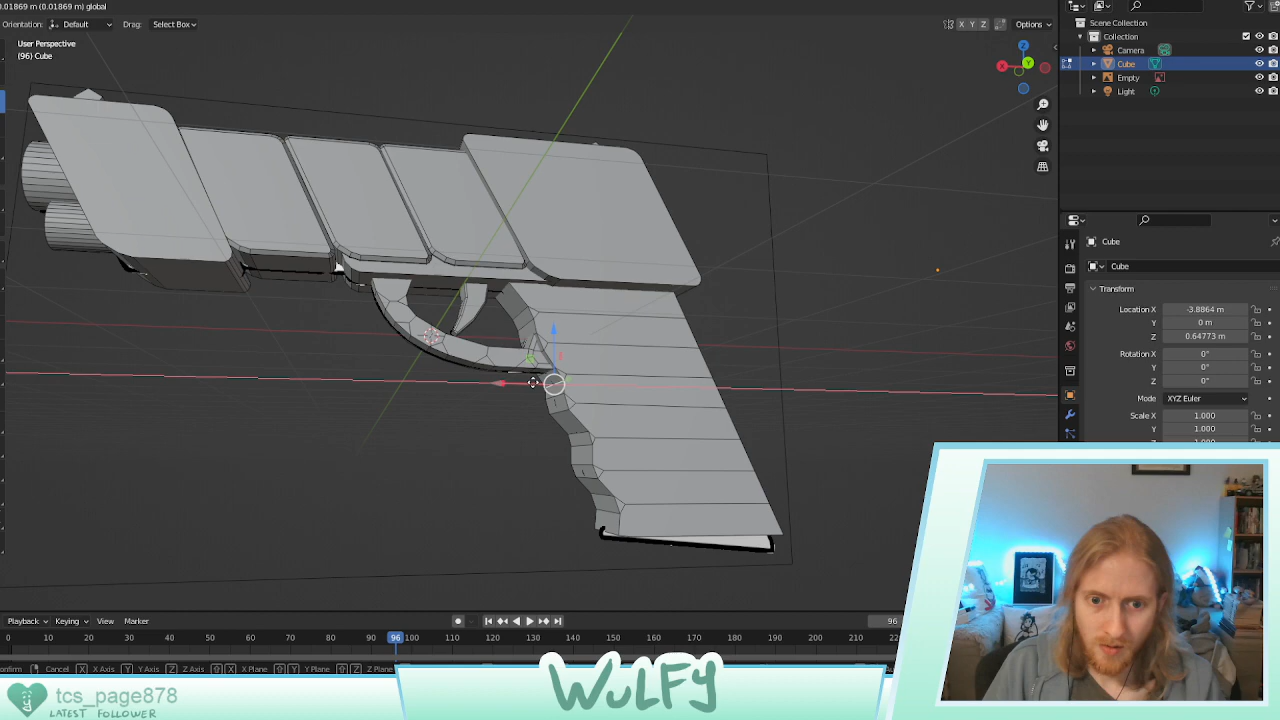 0.01869 m (0.01869 m) global
Orientation: Default Drag: Select Box X Y Z Options
User Perspective
(96) Cube
Z
X
Y
Scene Collection
Collection
Camera
Cube
Empty
Light
Cube
Cube
Transform
Location X -3.8864 m
Y 0 m
Z 0.64773 m
Rotation X 0°
Y 0°
Z 0°
Mode XYZ Euler
Scale X 1.000
Y 1.000
Z 1.000
Playback Keying View Marker 96
0 10 20 30 40 50 60 70 80 90 96 100 110 120 130 140 150 160 170 180 190 200 210 220
onfirm Cancel X X Axis Y Y Axis Z Z Axis X X Plane Y Y Plane Z Z Plane
WULFY
tcs_page878
LATEST FOLLOWER